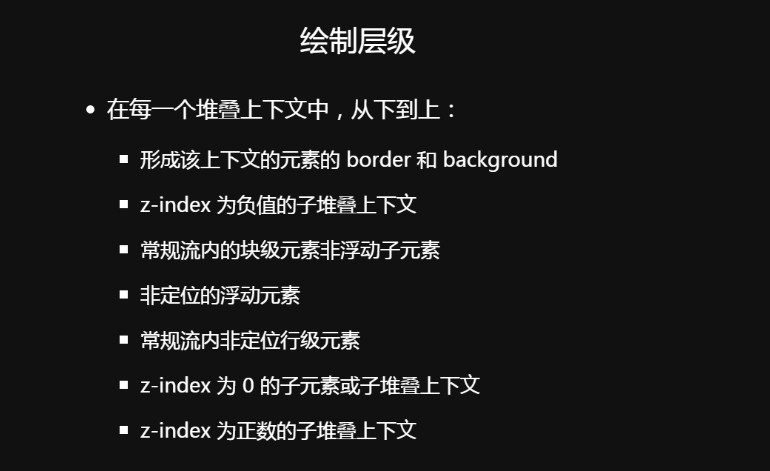 绘制层级
在每一个堆叠上下文中，从下到上：
形成该上下文的元素的 border 和 background
z-index 为负值的子堆叠上下文
常规流内的块级元素非浮动子元素
非定位的浮动元素
常规流内非定位行级元素
z-index 为 0 的子元素或子堆叠上下文
z-index 为正数的子堆叠上下文